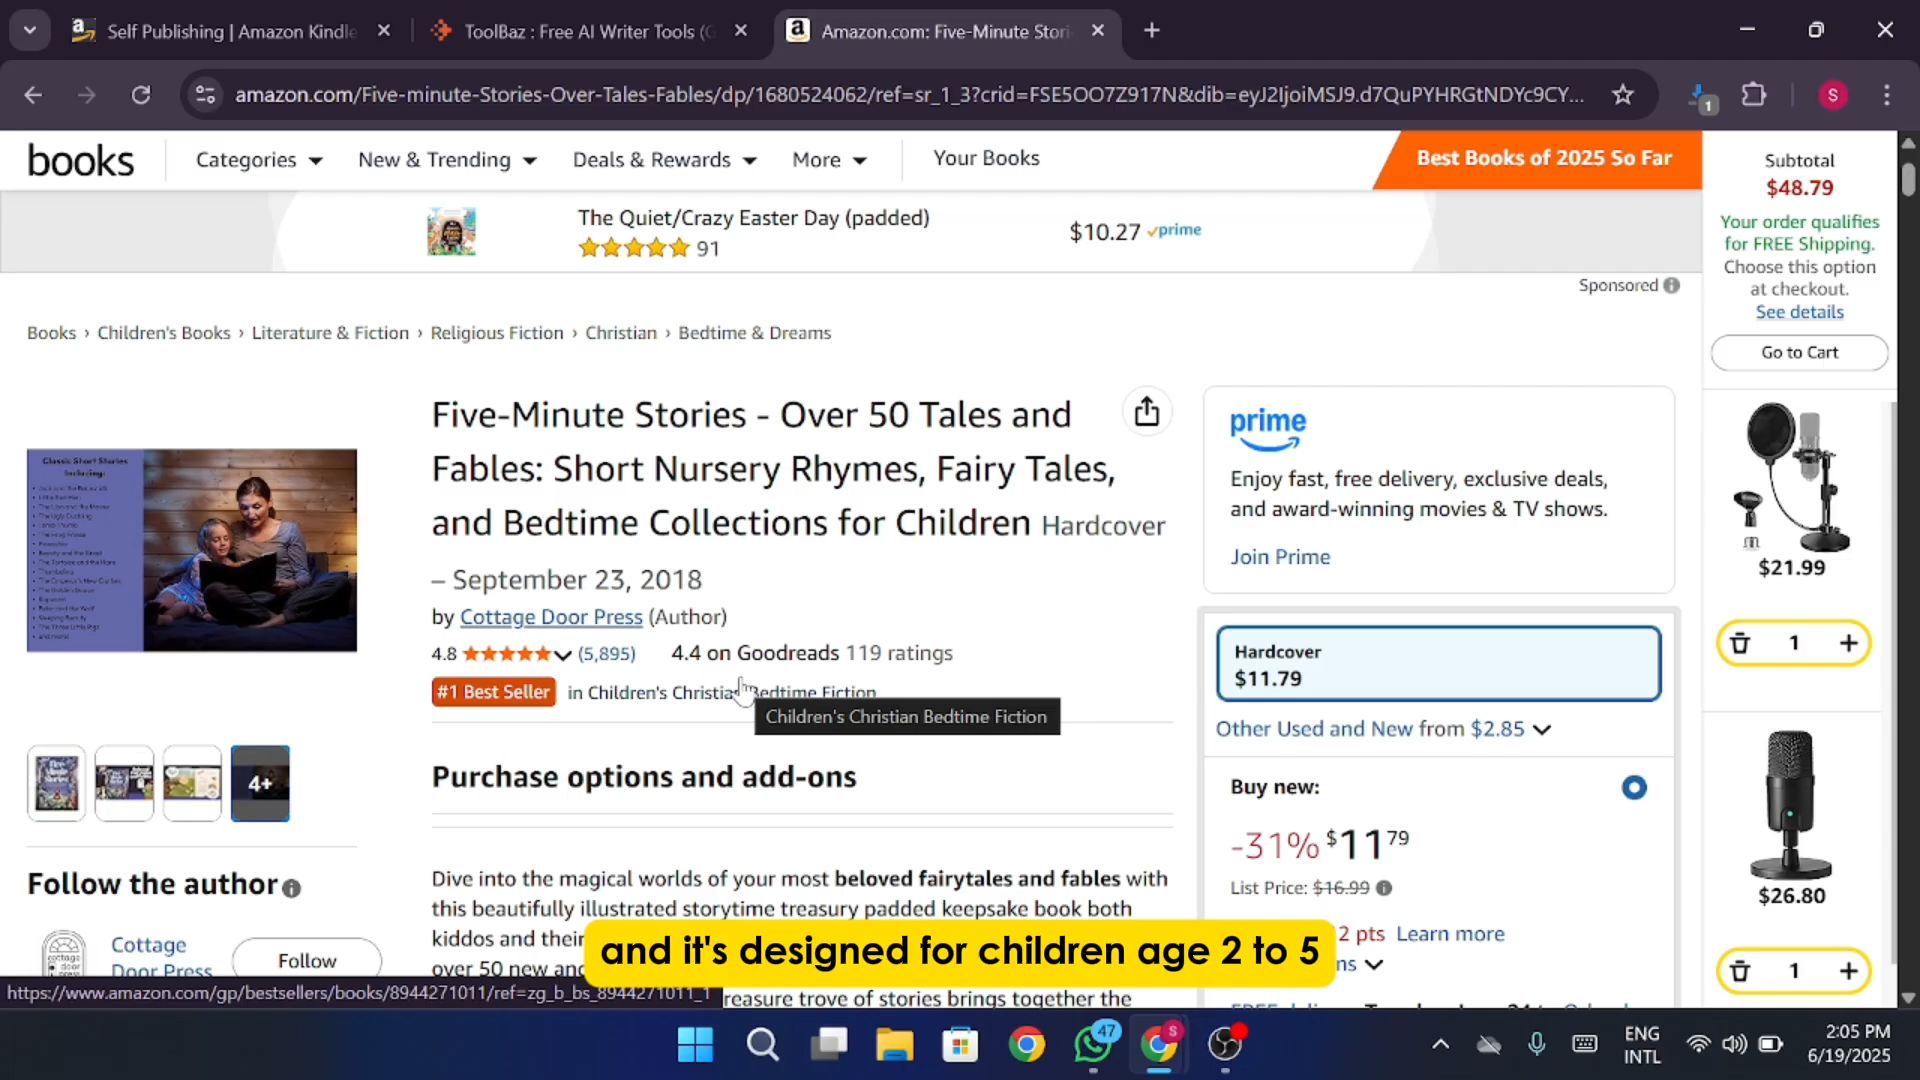 Self Publishing | Amazon Kindle
ToolBaz : Free AI Writer Tools (
Amazon.com: Five-Minute Stori
amazon.com/Five-minute-Stories-Over-Tales-Fables/dp/1680524062/ref=sr_1_3?crid=FSE5OO7Z917N&dib=eyJ2IjoiMSJ9.d7QuPYHRGtNDYc9CY...
1
S
books
Categories
New & Trending
Deals & Rewards
More
Your Books
Best Books of 2025 So Far
The Quiet/Crazy Easter Day (padded)
91
$10.27 prime
Sponsored
Subtotal
$48.79
Your order qualifies
for FREE Shipping.
Choose this option
at checkout.
See details
Go to Cart
Books › Children's Books › Literature & Fiction › Religious Fiction › Christian › Bedtime & Dreams
Five-Minute Stories - Over 50 Tales and
Fables: Short Nursery Rhymes, Fairy Tales,
and Bedtime Collections for Children Hardcover
– September 23, 2018
by Cottage Door Press (Author)
4.8 (5,895) 4.4 on Goodreads 119 ratings
#1 Best Seller in Children's Christian Bedtime Fiction
Children's Christian Bedtime Fiction
Classic Short Stories
Including:
4+
Follow the author
Cottage
Door Press
Follow
Purchase options and add-ons
Dive into the magical worlds of your most beloved fairytales and fables with
this beautifully illustrated storytime treasury padded keepsake book both
kiddos and their
over 50 new and
treasure trove of stories brings together the
and it's designed for children age 2 to 5
prime
Enjoy fast, free delivery, exclusive deals,
and award-winning movies & TV shows.
Join Prime
Hardcover
$11.79
Other Used and New from $2.85
Buy new:
-31% $11 79
List Price: $16.99
2 pts Learn more
ns
$21.99
1
$26.80
1
https://www.amazon.com/gp/bestsellers/books/8944271011/ref=zg_b_bs_8944271011_1
47
S
ENG
INTL
2:05 PM
6/19/2025